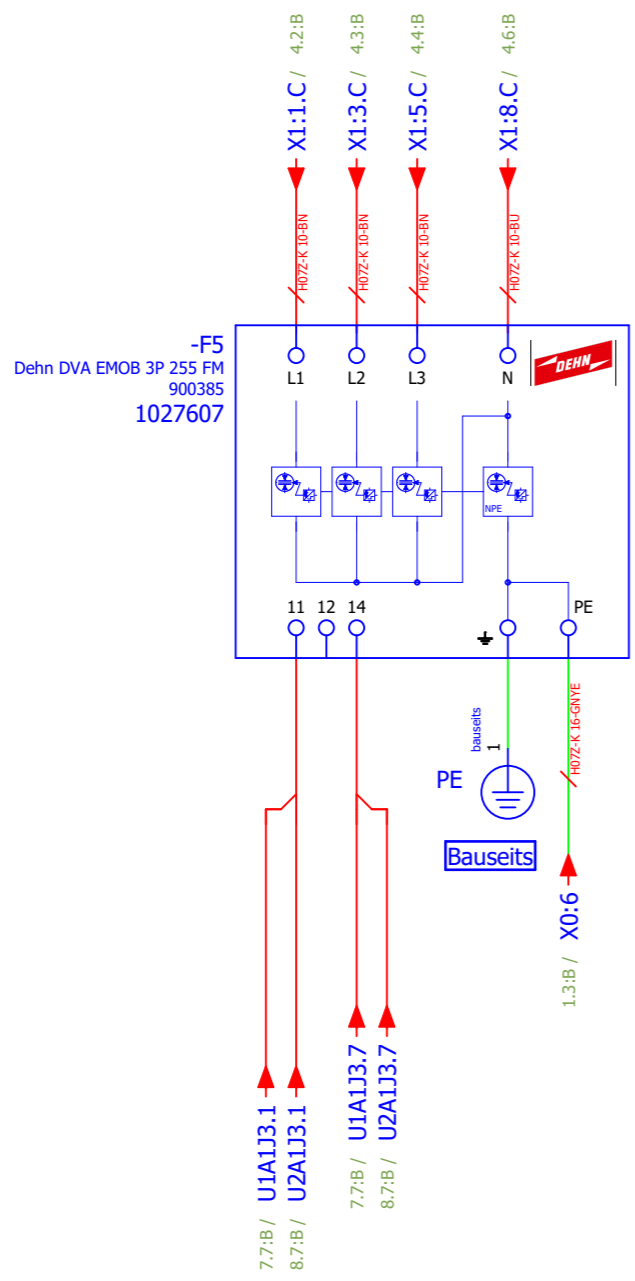 X1:1.C / 4.2:B
X1:3.C / 4.3:B
X1:5.C / 4.4:B
X1:8.C / 4.6:B
H07Z-K 10-BN
H07Z-K 10-BN
H07Z-K 10-BN
H07Z-K 10-BU
-F5
Dehn DVA EMOB 3P 255 FM
900385
1027607
L1
L2
L3
N
DEHN
NPE
11
12
14
PE
bauseits
1
PE
Bauseits
H07Z-K 16-GNYE
1.3:B / X0:6
7.7:B / U1A1J3.1
8.7:B / U2A1J3.1
7.7:B / U1A1J3.7
8.7:B / U2A1J3.7